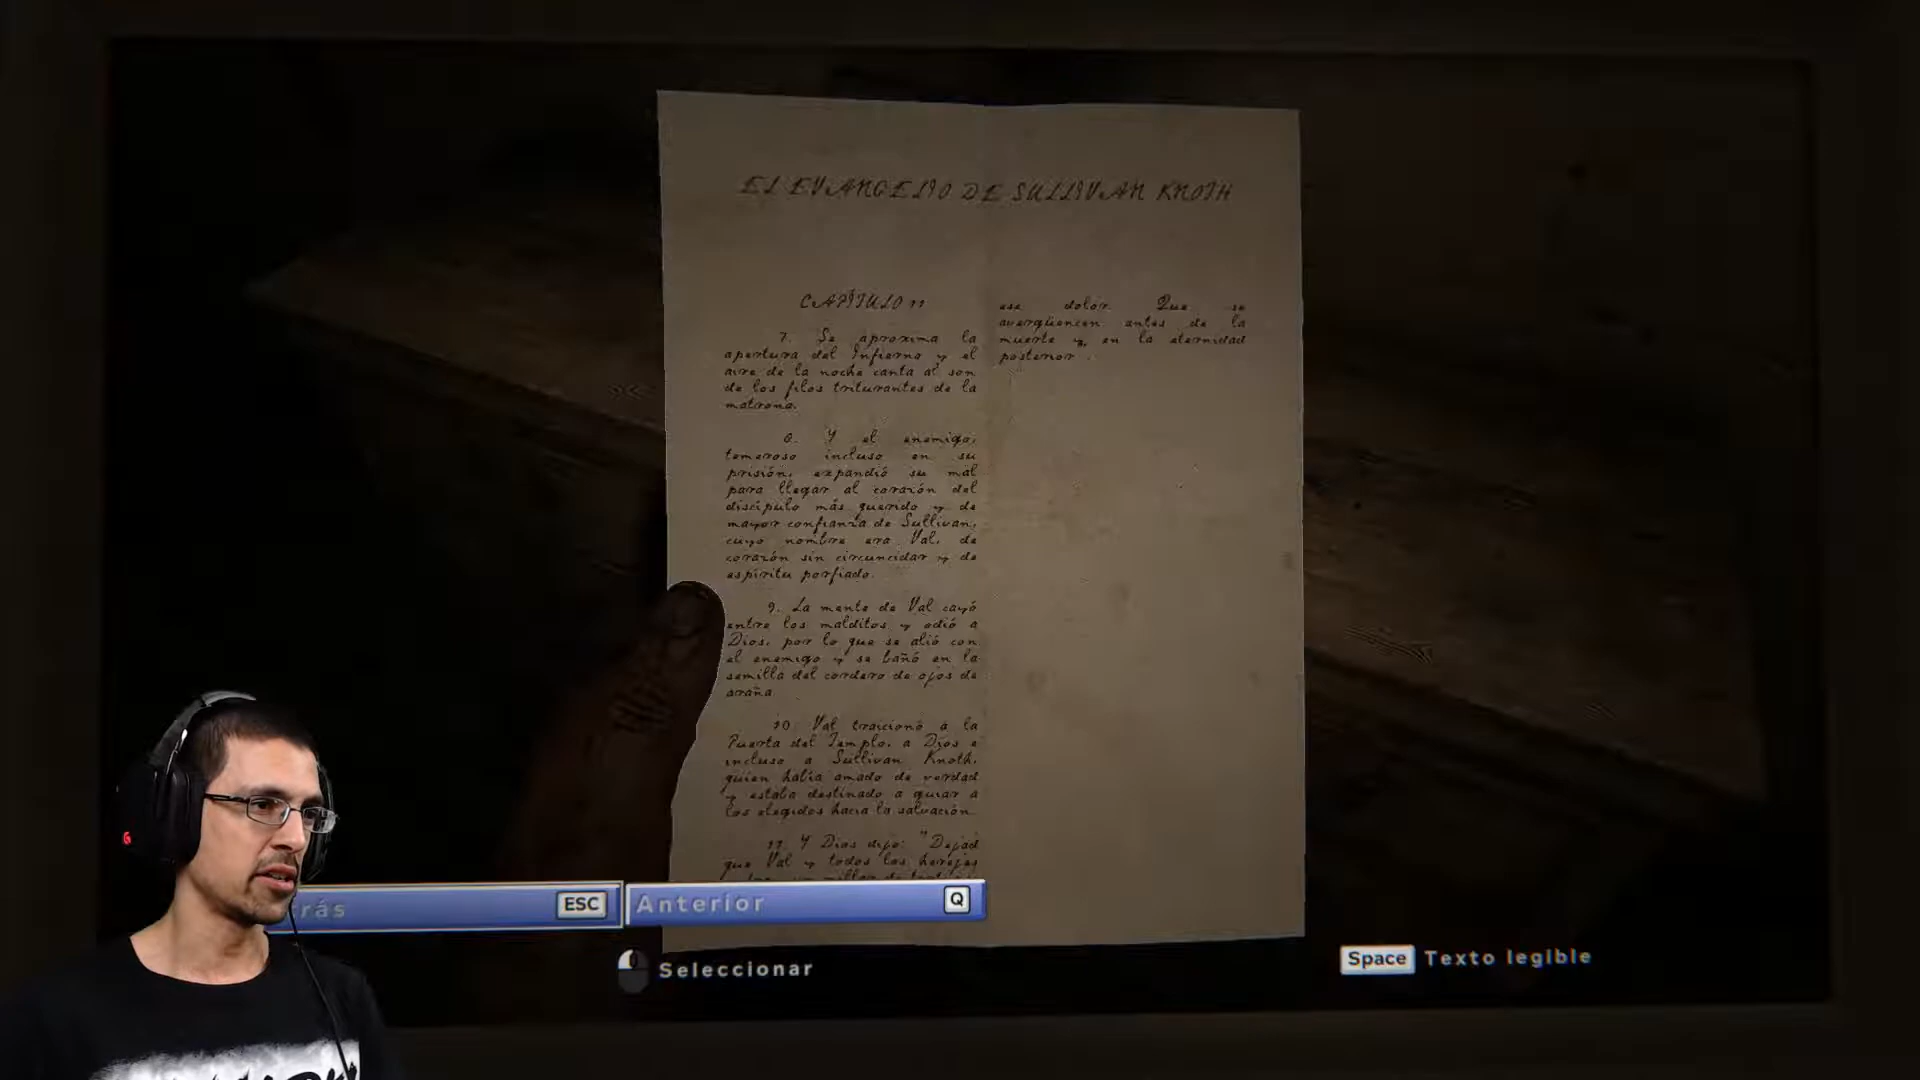 EL EVANGELIO DE SULLIVAN KNOTH
CAPÍTULO 11
7. Se aproxima la
apertura del Infierno y el
aire de la noche canta al son
de los filos triturantes de la
matrona.
8. Y el enemigo,
temeroso incluso en su
prisión, expandió su mal
para llegar al corazón del
discípulo más querido y de
mayor confianza de Sullivan,
cuyo nombre era Val, de
corazón sin circuncidar y de
espíritu porfiado.
9. La mente de Val cayó
entre los malditos y odió a
Dios, por lo que se alió con
el enemigo y se bañó en la
semilla del cordero de ojos de
araña.
10. Val traicionó a la
Puerta del Templo, a Dios e
incluso a Sullivan Knoth,
quien había amado de verdad
y estaba destinado a guiar a
los elegidos hacia la salvación.
11. Y Dios dijo: "Dejad
que Val y todos los herejes
ese dolor. Que se
avergüencen antes de la
muerte y, en la eternidad
posterior.
rás ESC
Anterior Q
Seleccionar
Space Texto legible